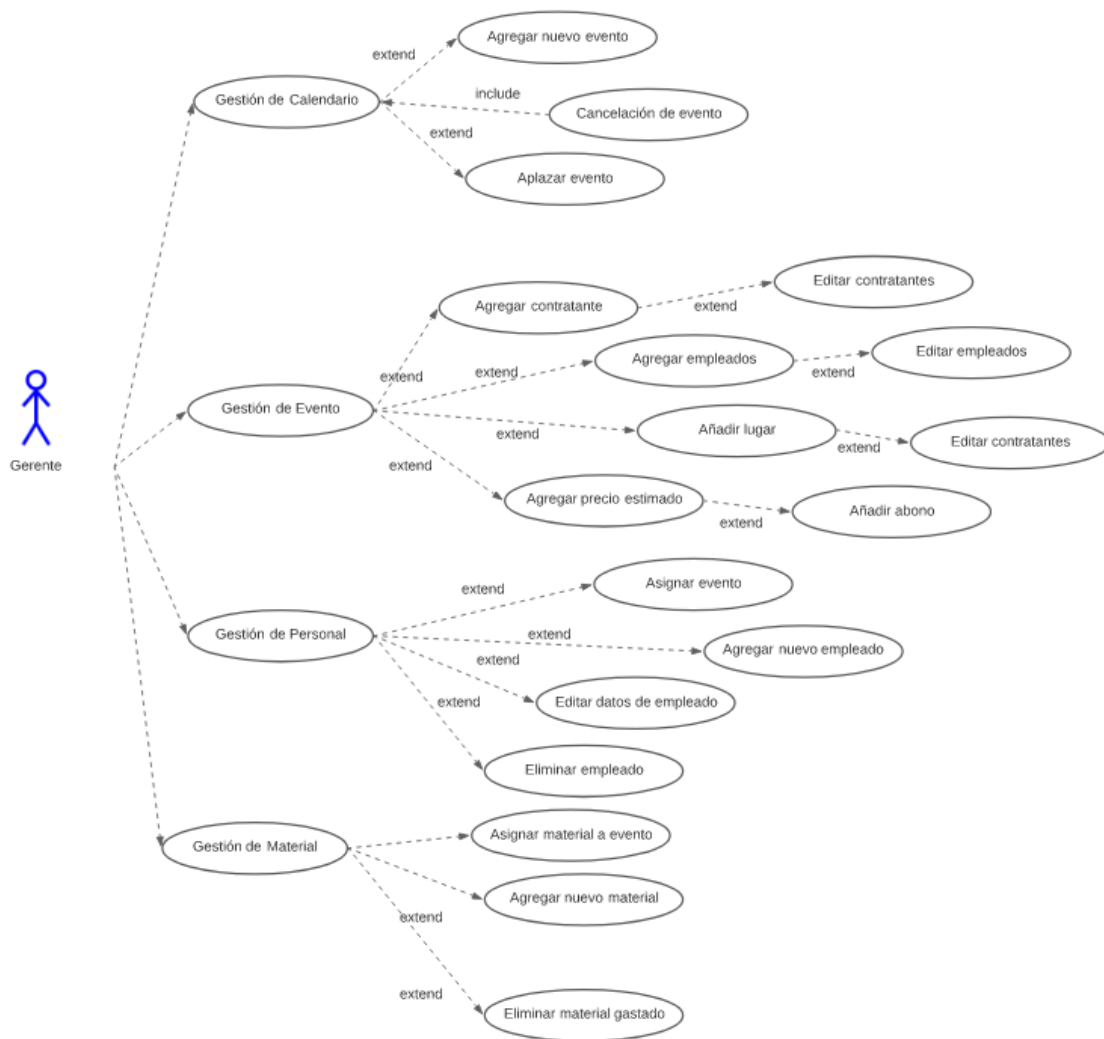 Agregar nuevo evento
extend
Gestión de Calendario
include
Cancelación de evento
extend
Aplazar evento
Editar contratantes
Agregar contratante
extend
Agregar empleados
Editar empleados
extend
extend
extend
Gestión de Evento
Añadir lugar
Editar contratantes
extend
extend
Gerente
extend
Agregar precio estimado
Añadir abono
extend
Asignar evento
extend
Gestión de Personal
extend
Agregar nuevo empleado
extend
Editar datos de empleado
extend
Eliminar empleado
Asignar material a evento
Gestión de Material
Agregar nuevo material
extend
extend
Eliminar material gastado